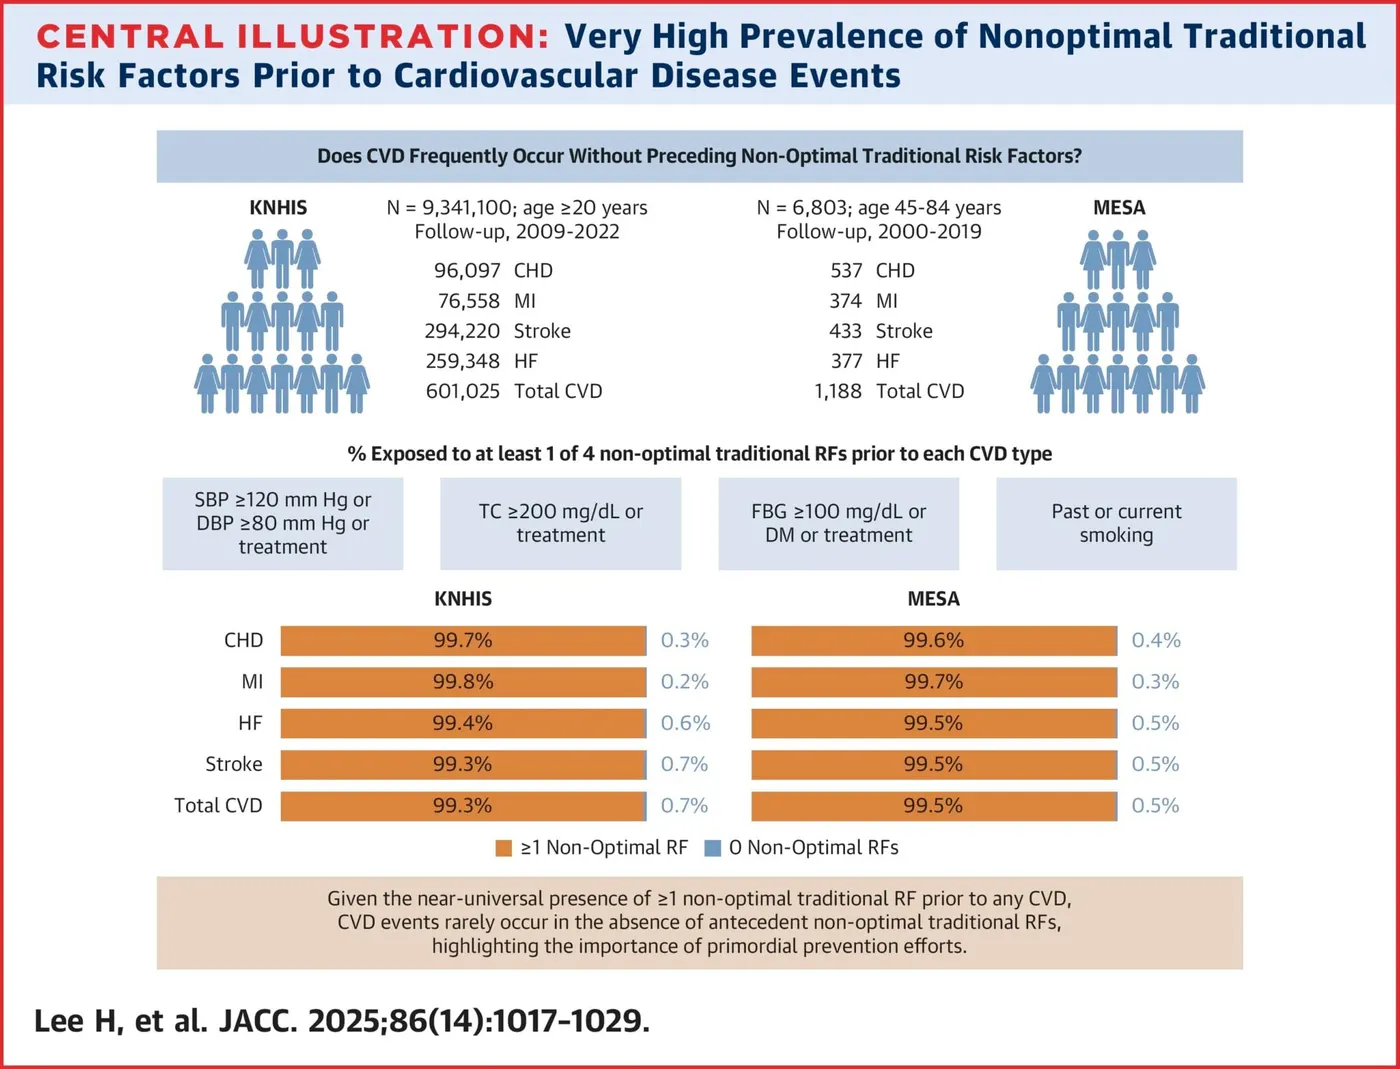 CENTRAL ILLUSTRATION: Very High Prevalence of Nonoptimal Traditional
Risk Factors Prior to Cardiovascular Disease Events
Does CVD Frequently Occur Without Preceding Non-Optimal Traditional Risk Factors?
KNHIS
N = 9,341,100; age ≥20 years
Follow-up, 2009-2022
96,097 CHD
76,558 MI
294,220 Stroke
259,348 HF
601,025 Total CVD
N = 6,803; age 45-84 years
Follow-up, 2000-2019
537 CHD
374 MI
433 Stroke
377 HF
1,188 Total CVD
MESA
% Exposed to at least 1 of 4 non-optimal traditional RFs prior to each CVD type
SBP ≥120 mm Hg or
DBP ≥80 mm Hg or
treatment
TC ≥200 mg/dL or
treatment
FBG ≥100 mg/dL or
DM or treatment
Past or current
smoking
KNHIS MESA
CHD 99.7% 0.3% 99.6% 0.4%
MI 99.8% 0.2% 99.7% 0.3%
HF 99.4% 0.6% 99.5% 0.5%
Stroke 99.3% 0.7% 99.5% 0.5%
Total CVD 99.3% 0.7% 99.5% 0.5%
≥1 Non-Optimal RF 0 Non-Optimal RFs
Given the near-universal presence of ≥1 non-optimal traditional RF prior to any CVD,
CVD events rarely occur in the absence of antecedent non-optimal traditional RFs,
highlighting the importance of primordial prevention efforts.
Lee H, et al. JACC. 2025;86(14):1017-1029.